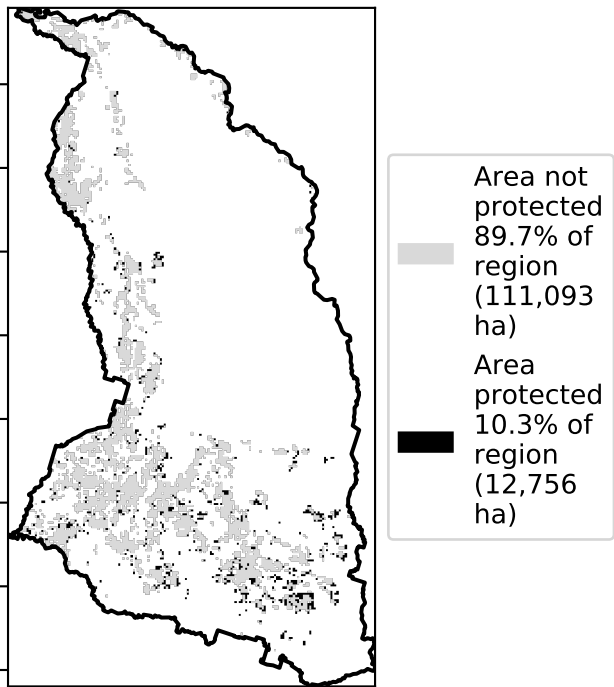 Area not
protected
89.7% of
region
(111,093
ha)
Area
protected
10.3% of
region
(12,756
ha)